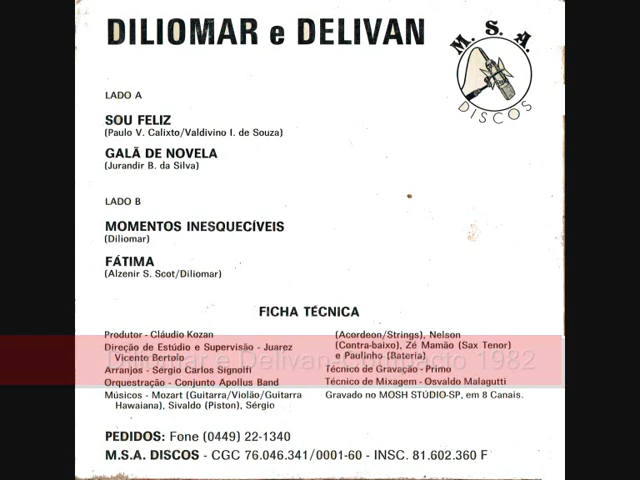 DILIOMAR e DELIVAN
M. S. A.
DISCOS
LADO A
SOU FELIZ
(Paulo V. Calixto/Valdivino I. de Souza)
GALÃ DE NOVELA
(Jurandir B. da Silva)
LADO B
MOMENTOS INESQUECÍVEIS
(Diliomar)
FÁTIMA
(Alzenir S. Scot/Diliomar)
FICHA TÉCNICA
Produtor - Cláudio Kozan
Direção de Estúdio e Supervisão - Juarez
Vicente Bertolo
Arranjos - Sérgio Carlos Signolfi
Orquestração - Conjunto Apollus Band
Músicos - Mozart (Guitarra/Violão/Guitarra
Hawaiana), Sivaldo (Piston), Sérgio
(Acordeon/Strings), Nelson
(Contra-baixo), Zé Mamão (Sax Tenor)
e Paulinho (Bateria)
Técnico de Gravação - Primo
Técnico de Mixagem - Osvaldo Malagutti
Gravado no MOSH STÚDIO-SP, em 8 Canais.
Diliomar e Delivan Compacto 1982
PEDIDOS: Fone (0449) 22-1340
M.S.A. DISCOS - CGC 76.046.341/0001-60 - INSC. 81.602.360 F